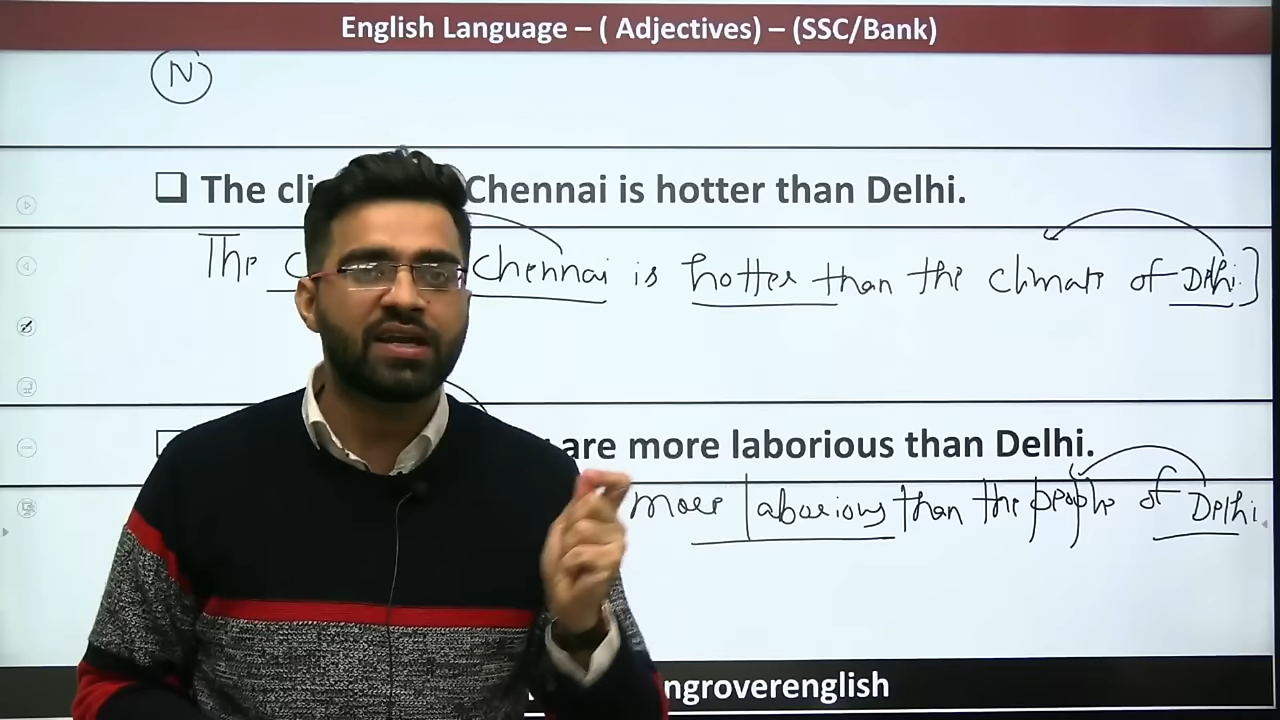 English Language – ( Adjectives) – (SSC/Bank)
N
The cli Chennai is hotter than Delhi.
The c Chennai is hotter than the climate of Delhi.]
are more laborious than Delhi.
more laborious than the people of Delhi.
ngroverenglish